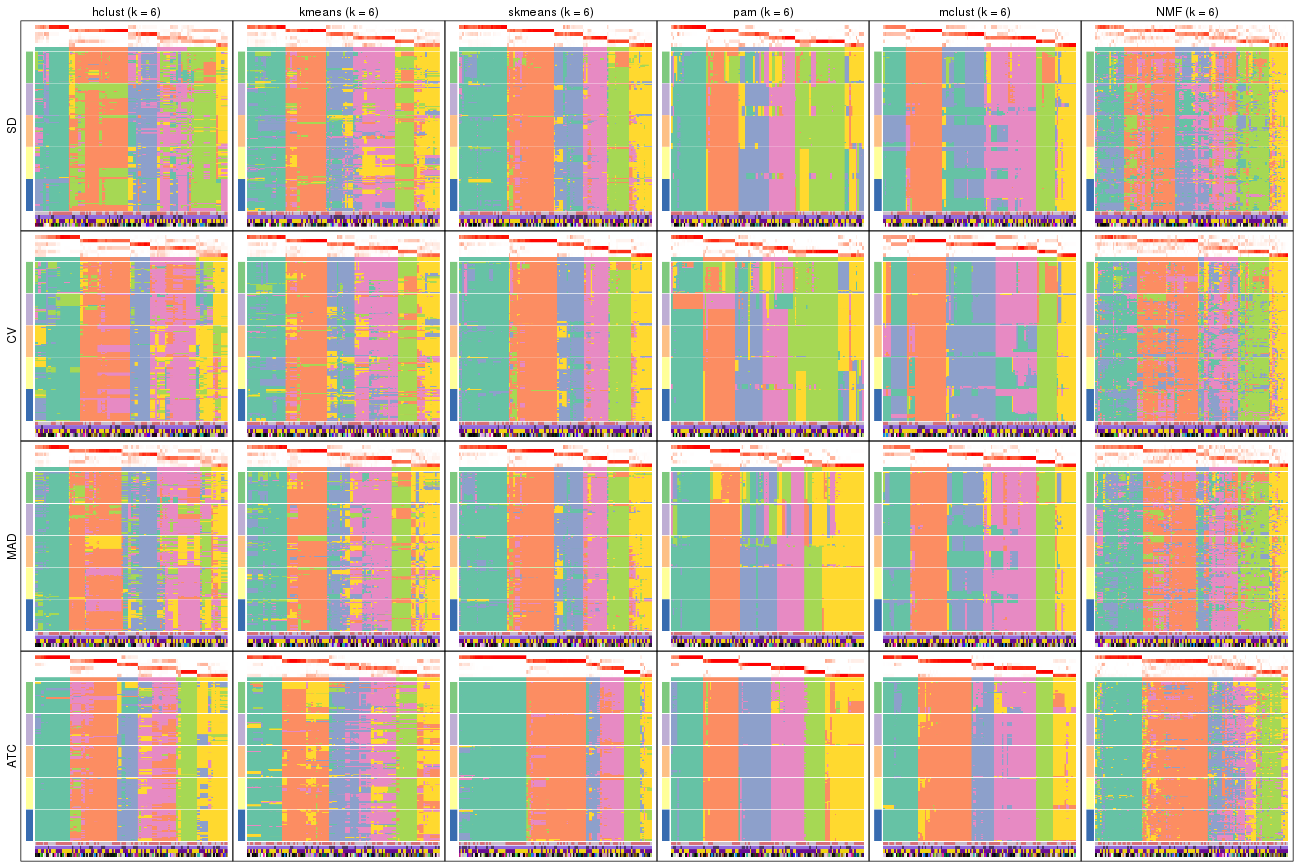 hclust (k = 6)
kmeans (k = 6)
skmeans (k = 6)
pam (k = 6)
mclust (k = 6)
NMF (k = 6)
SD
CV
MAD
ATC